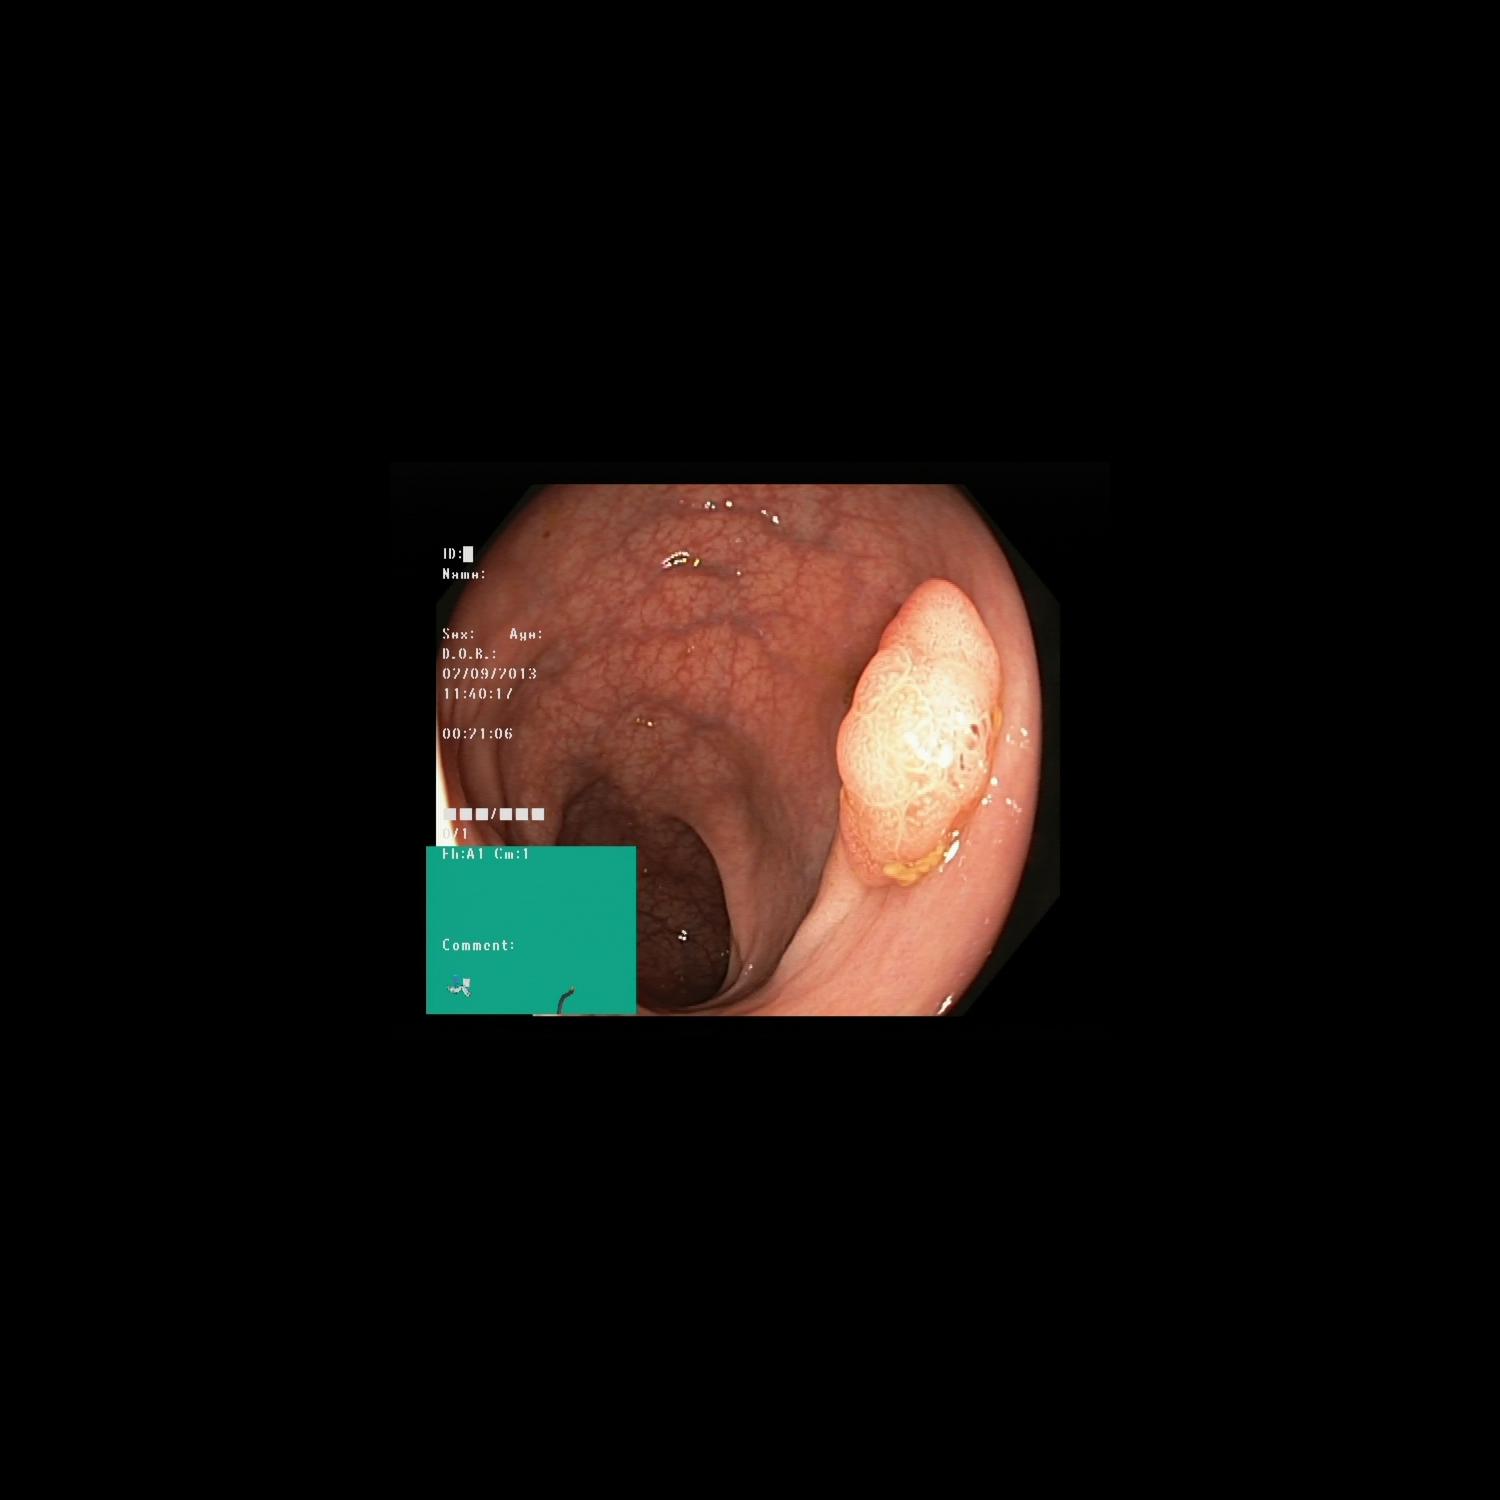 ID:
Name:
Sex: Age:
D.O.B.:
02/09/2013
11:40:17
00:21:06
■■■/■■■
0/1
Eh:A1 Cm:1
Comment: